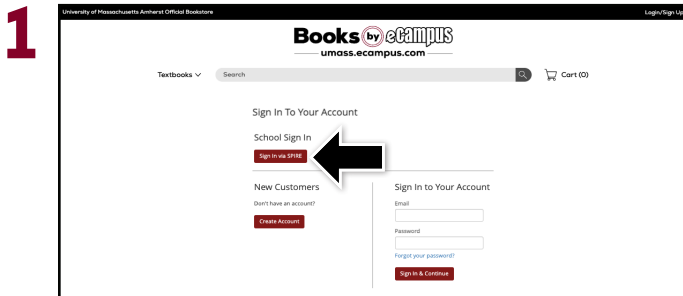 1
University of Massachusetts Amherst Official Bookstore
Login/Sign Up
Books by eCampus
umass.ecampus.com
Textbooks
Search
Cart (0)
Sign In To Your Account
School Sign In
Sign In via SPIRE
New Customers
Don't have an account?
Create Account
Sign In to Your Account
Email
Password
Forgot your password?
Sign In & Continue